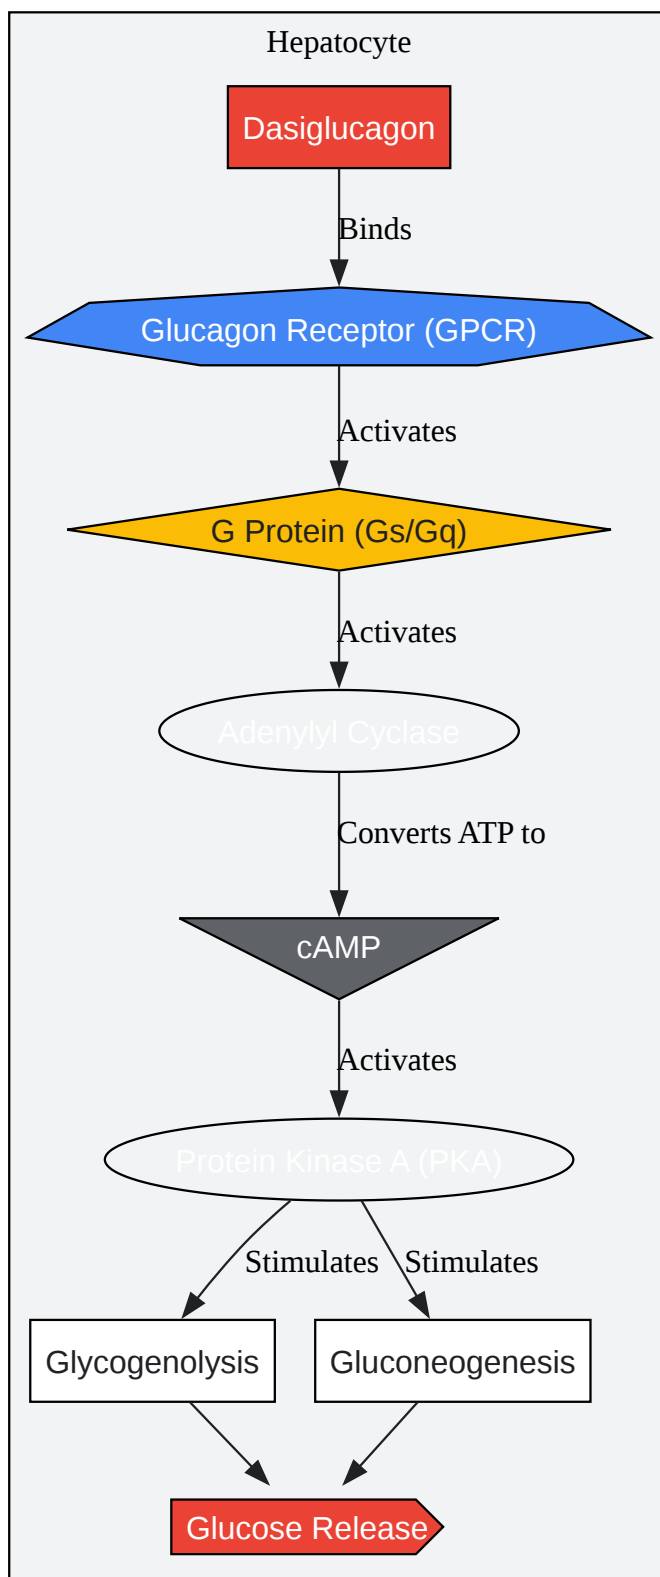 Hepatocyte
Dasiglucagon
Binds
Glucagon Receptor (GPCR)
Activates
G Protein (Gs/Gq)
Activates
Adenylyl Cyclase
Converts ATP to
cAMP
Activates
Protein Kinase A (PKA)
Stimulates
Stimulates
Glycogenolysis
Gluconeogenesis
Glucose Release